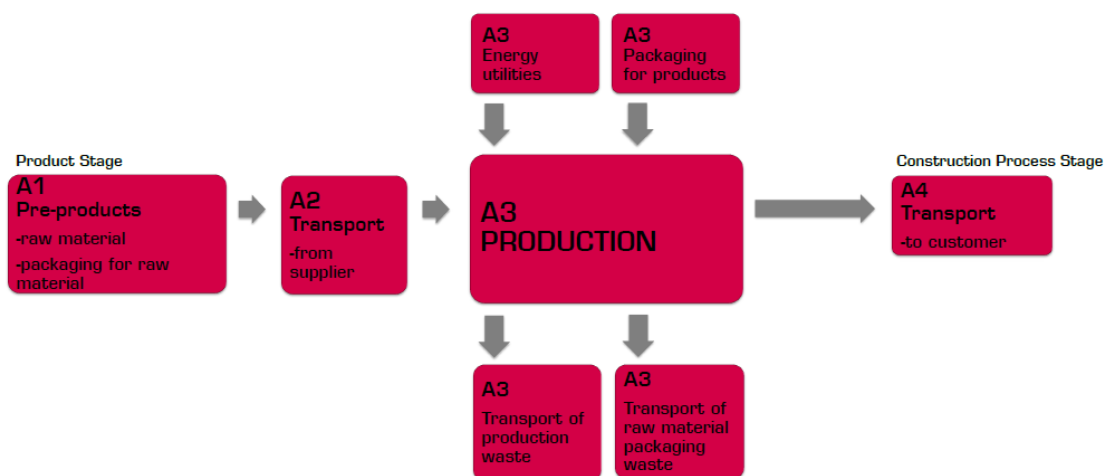 A3
Energy
utilities
A3
Packaging
for products
Product Stage
A1
Pre-products
-raw material
-packaging for raw
material
A2
Transport
-from
supplier
A3
PRODUCTION
Construction Process Stage
A4
Transport
-to customer
A3
Transport of
production
waste
A3
Transport of
raw material
packaging
waste